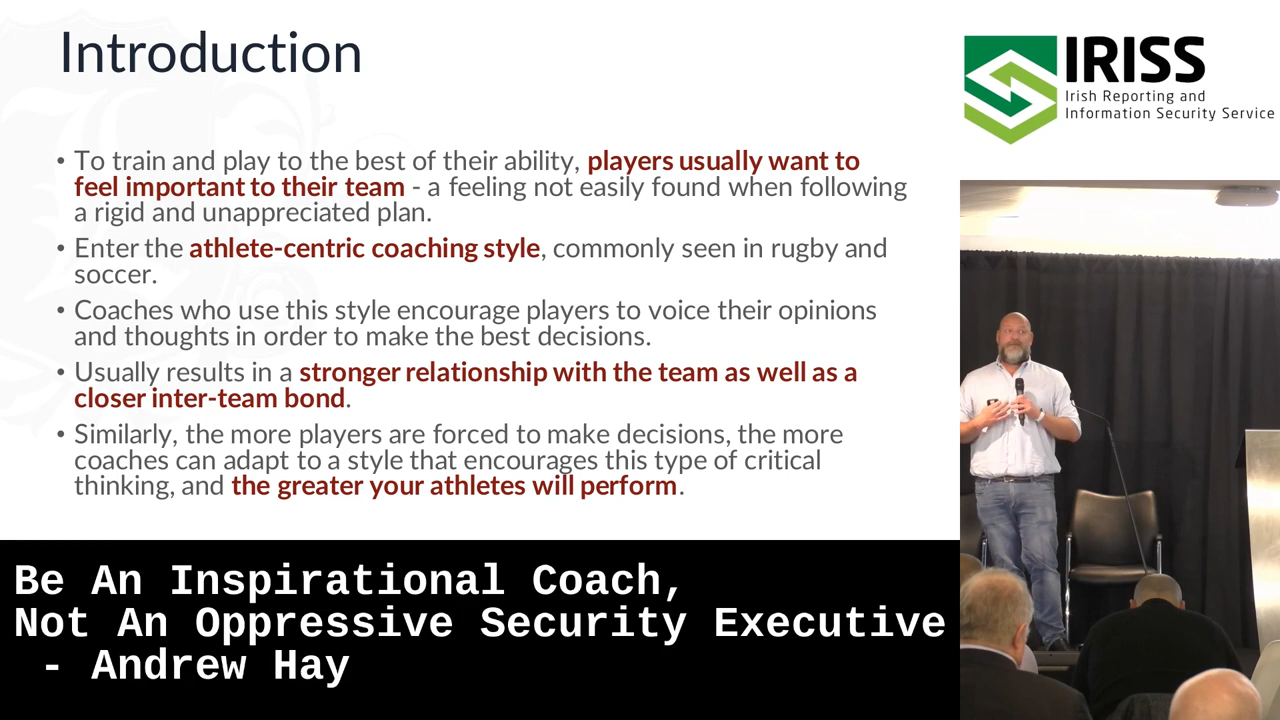 Introduction
IRISS
Irish Reporting and
Information Security Service
• To train and play to the best of their ability, players usually want to
feel important to their team - a feeling not easily found when following
a rigid and unappreciated plan.
• Enter the athlete-centric coaching style, commonly seen in rugby and
soccer.
• Coaches who use this style encourage players to voice their opinions
and thoughts in order to make the best decisions.
• Usually results in a stronger relationship with the team as well as a
closer inter-team bond.
• Similarly, the more players are forced to make decisions, the more
coaches can adapt to a style that encourages this type of critical
thinking, and the greater your athletes will perform.
Be An Inspirational Coach,
Not An Oppressive Security Executive
- Andrew Hay